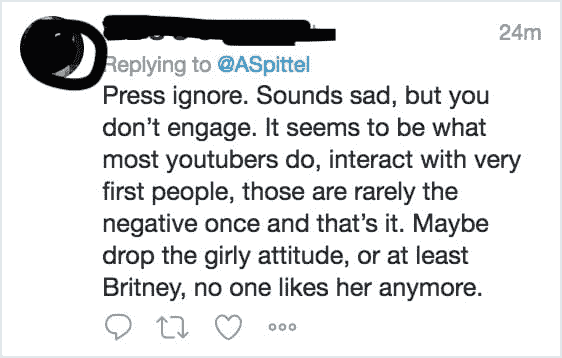 24m
Replying to @ASpittel
Press ignore. Sounds sad, but you
don't engage. It seems to be what
most youtubers do, interact with very
first people, those are rarely the
negative once and that's it. Maybe
drop the girly attitude, or at least
Britney, no one likes her anymore.